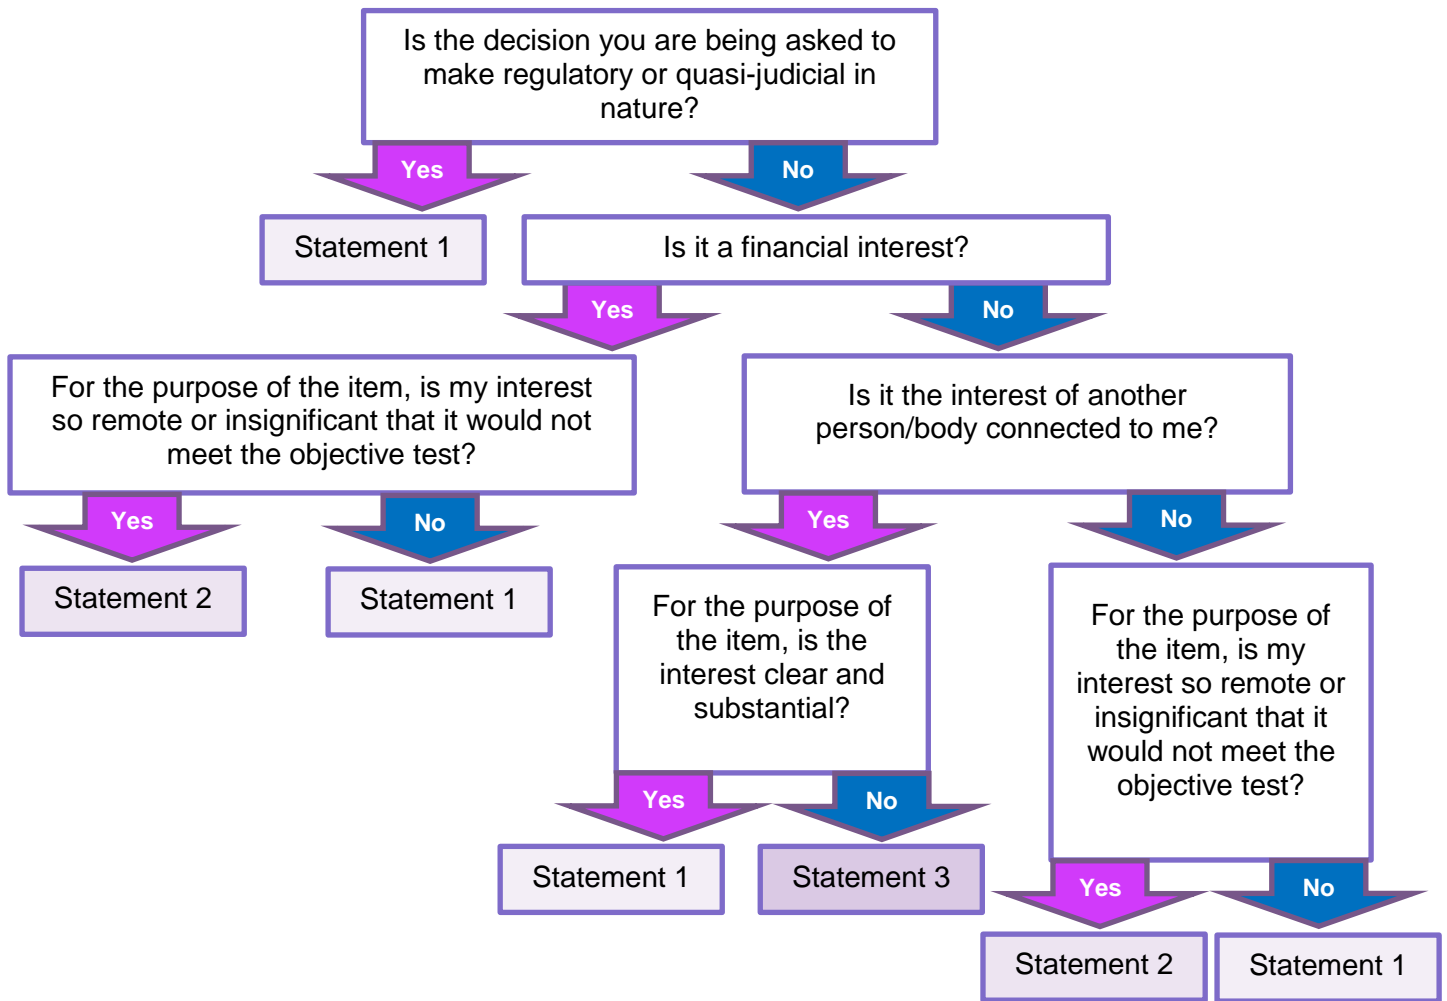 Is the decision you are being asked to
make regulatory or quasi-judicial in
nature?
Yes
No
Statement 1
Is it a financial interest?
Yes
No
For the purpose of the item, is my interest
so remote or insignificant that it would not
meet the objective test?
Is it the interest of another
person/body connected to me?
Yes
No
Yes
No
Statement 2
Statement 1
For the purpose of
the item, is the
interest clear and
substantial?
For the purpose of
the item, is my
interest so remote or
insignificant that it
would not meet the
objective test?
Yes
No
Statement 1
Statement 3
Yes
No
Statement 2
Statement 1